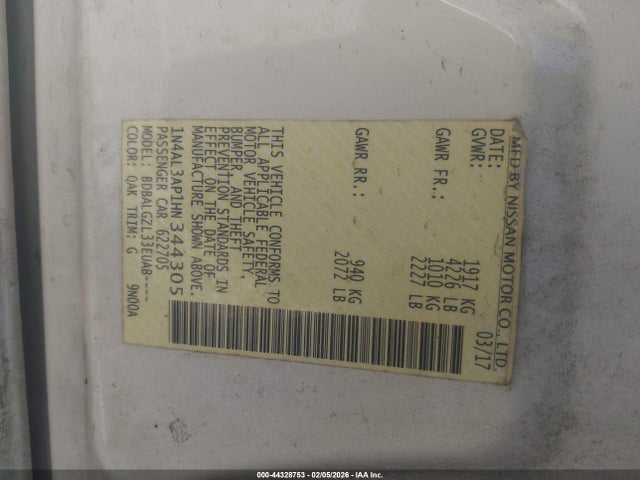 MFD BY NISSAN MOTOR CO., LTD.
DATE: 03/17
GVWR: 1917 KG
4226 LB
GAWR FR.: 1010 KG
2227 LB
GAWR RR.: 940 KG
2072 LB
THIS VEHICLE CONFORMS TO
ALL APPLICABLE FEDERAL
MOTOR VEHICLE SAFETY,
BUMPER, AND THEFT
PREVENTION STANDARDS IN
EFFECT ON THE DATE OF
MANUFACTURE SHOWN ABOVE.
1N4AL3AP1HN344305
PASSENGER CAR 622705
MODEL: BDBALGZL33EUA8----
COLOR: QAK TRIM: G 9N00A
000-44328753 - 02/05/2026 - IAA Inc.